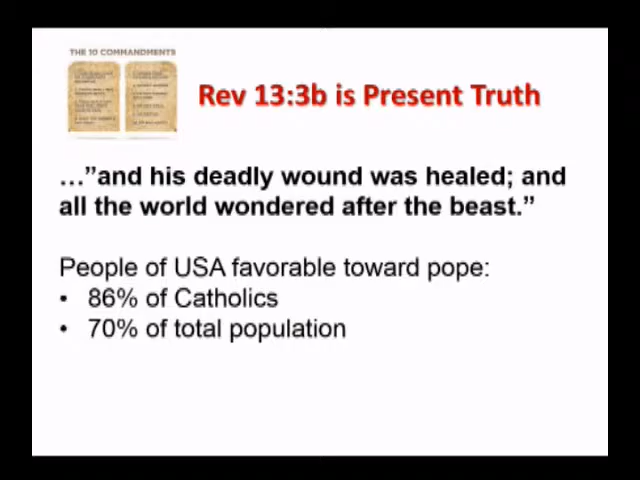 THE 10 COMMANDMENTS
Rev 13:3b is Present Truth
…”and his deadly wound was healed; and
all the world wondered after the beast.”
People of USA favorable toward pope:
• 86% of Catholics
• 70% of total population